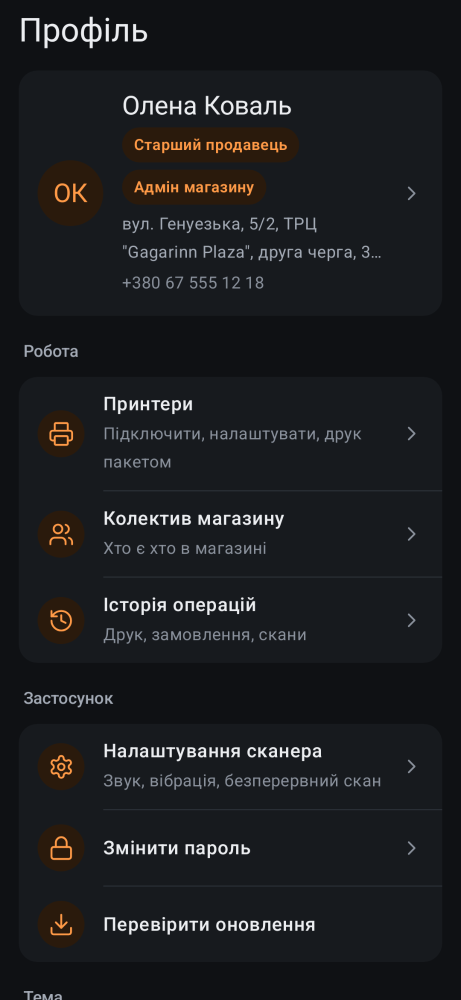 Профіль
Олена Коваль
Старший продавець
ОК
Адмін магазину
вул. Генуезька, 5/2, ТРЦ
"Gagarinn Plaza", друга черга, 3...
+380 67 555 12 18
Робота
Принтери
Підключити, налаштувати, друк
пакетом
Колектив магазину
Хто є хто в магазині
Історія операцій
Друк, замовлення, скани
Застосунок
Налаштування сканера
Звук, вібрація, безперервний скан
Змінити пароль
Перевірити оновлення
Тема